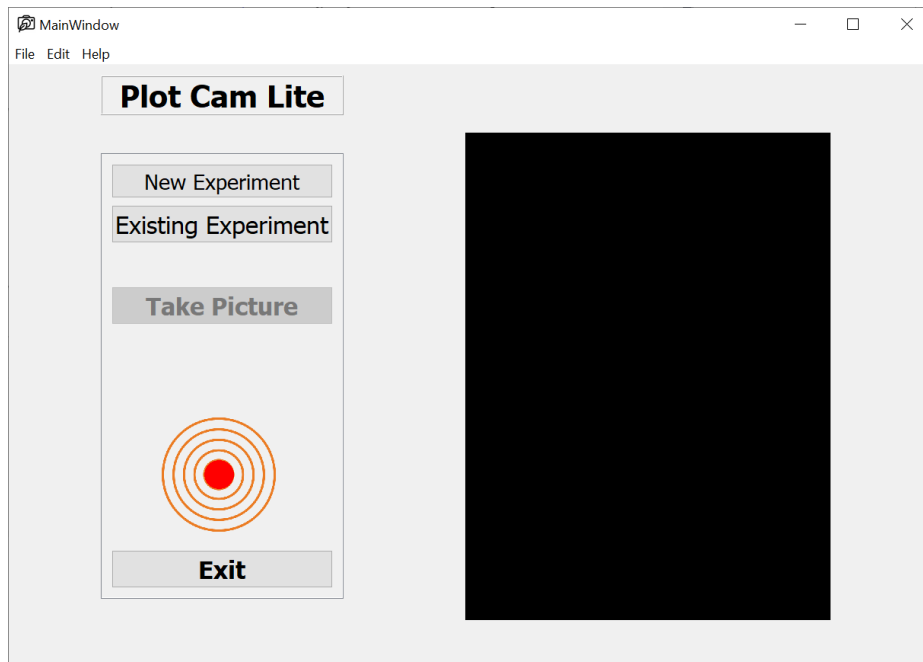 MainWindow
File Edit Help
Plot Cam Lite
New Experiment
Existing Experiment
Take Picture
Exit